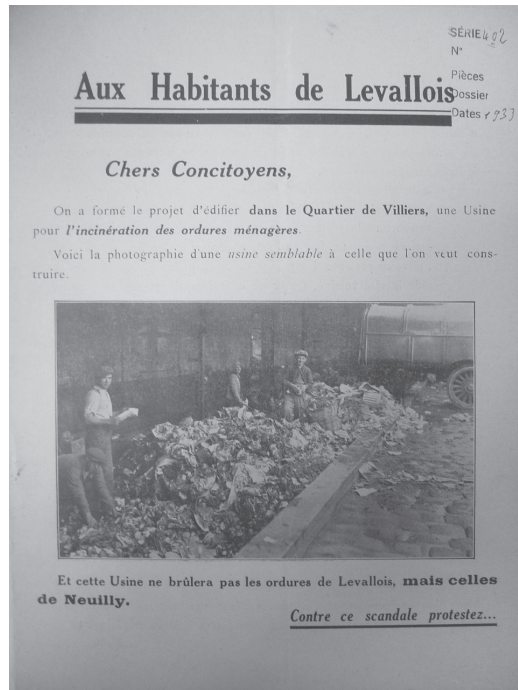 SÉRIE 402
N°
Pièces
Dossier
Dates 1933
Aux Habitants de Levallois
Chers Concitoyens,
On a formé le projet d'édifier dans le Quartier de Villiers, une Usine
pour l'incinération des ordures ménagères.
Voici la photographie d'une usine semblable à celle que l'on veut cons-
truire.
Et cette Usine ne brûlera pas les ordures de Levallois, mais celles
de Neuilly.
Contre ce scandale protestez...